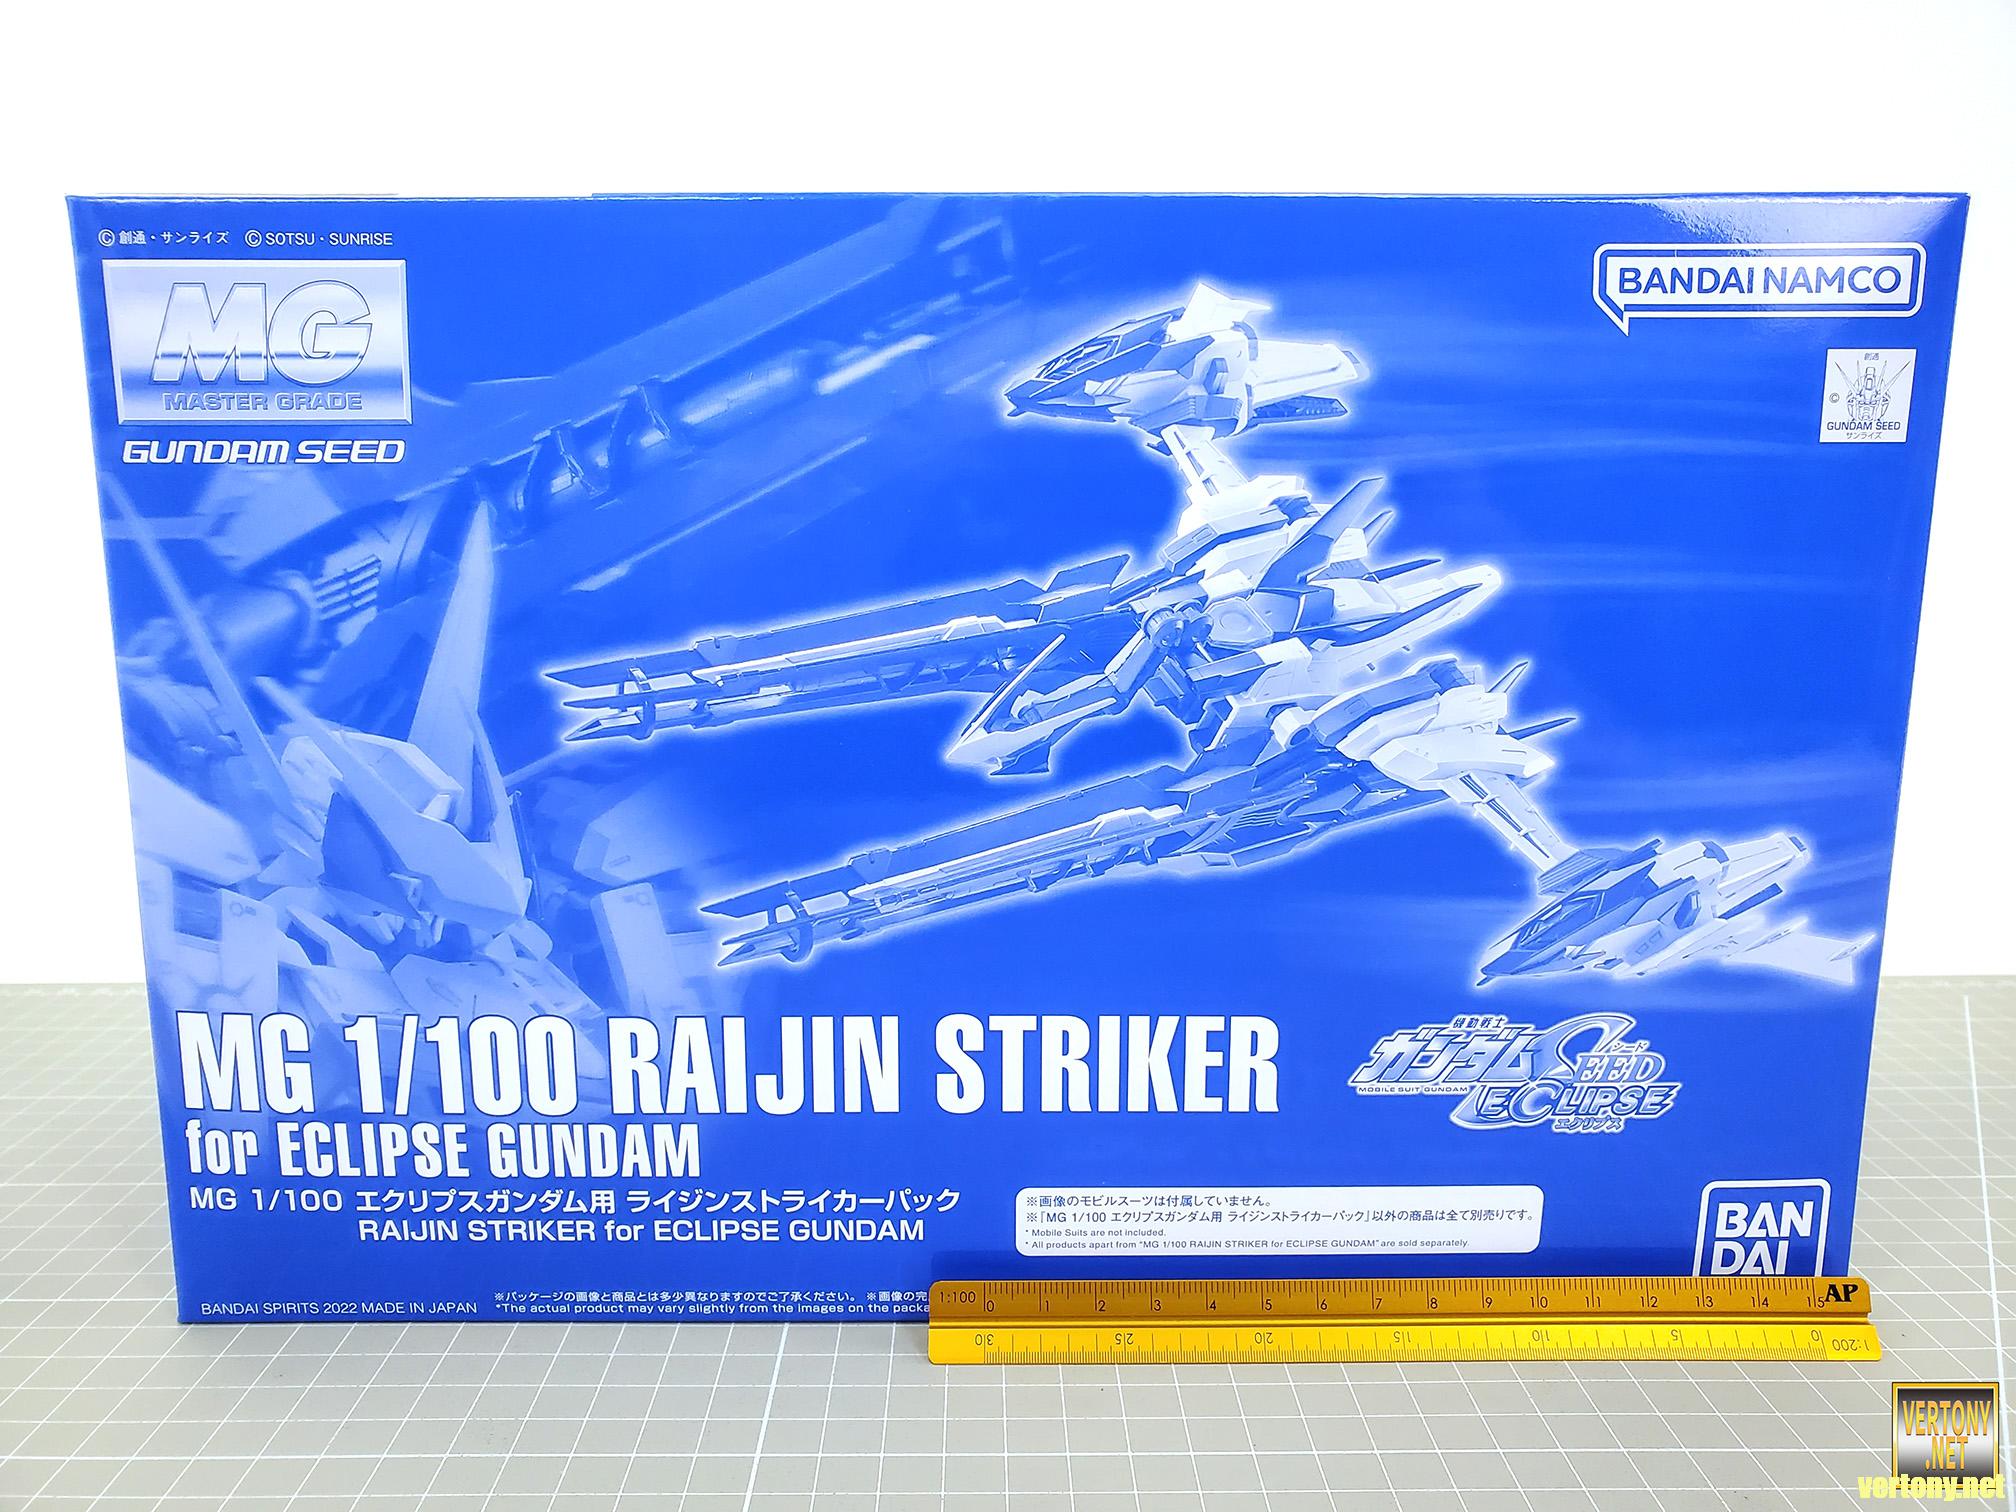 ©創通・サンライズ ©SOTSU・SUNRISE
MG
MASTER GRADE
GUNDAM SEED
BANDAI NAMCO
創通
©
GUNDAM SEED
サンライズ
MG 1/100 RAIJIN STRIKER
for ECLIPSE GUNDAM
MG 1/100 エクリプスガンダム用 ライジンストライカーパック
RAIJIN STRIKER for ECLIPSE GUNDAM
機動戦士
ガンダムSEED
シード
MOBILE SUIT GUNDAM
ECLIPSE
エクリプス
※画像のモビルスーツは付属していません。
※「MG 1/100 エクリプスガンダム用 ライジンストライカーパック」以外の商品は全て別売りです。
* Mobile Suits are not included.
* All products apart from "MG 1/100 RAIJIN STRIKER for ECLIPSE GUNDAM" are sold separately.
BAN
DAI
BANDAI SPIRITS 2022 MADE IN JAPAN
※パッケージの画像と商品とは多少異なりますのでご了承ください。 ※画像の完
*The actual product may vary slightly from the images on the packa
1:100 0 1 2 3 4 5 6 7 8 9 10 11 12 13 14 15 AP
30 25 20 15 10 5 0 1:200
VERTONY
.NET
vertony.net